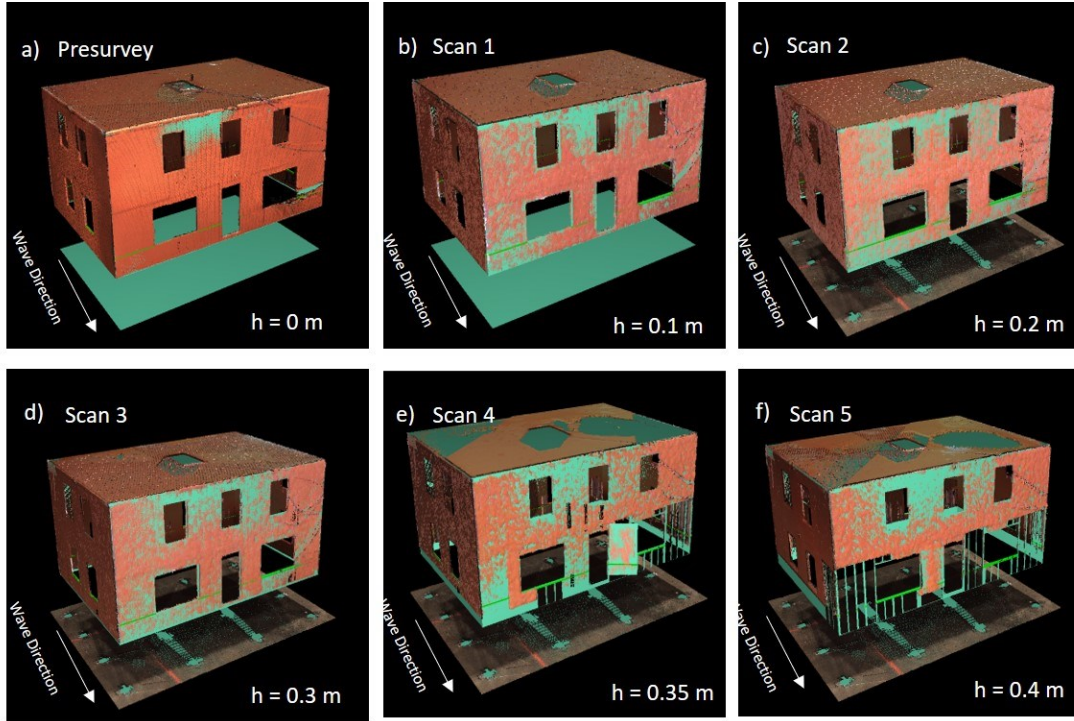 a) Presurvey
Wave Direction
h = 0 m
b) Scan 1
Wave Direction
h = 0.1 m
c) Scan 2
Wave Direction
h = 0.2 m
d) Scan 3
Wave Direction
h = 0.3 m
e) Scan 4
Wave Direction
h = 0.35 m
f) Scan 5
Wave Direction
h = 0.4 m